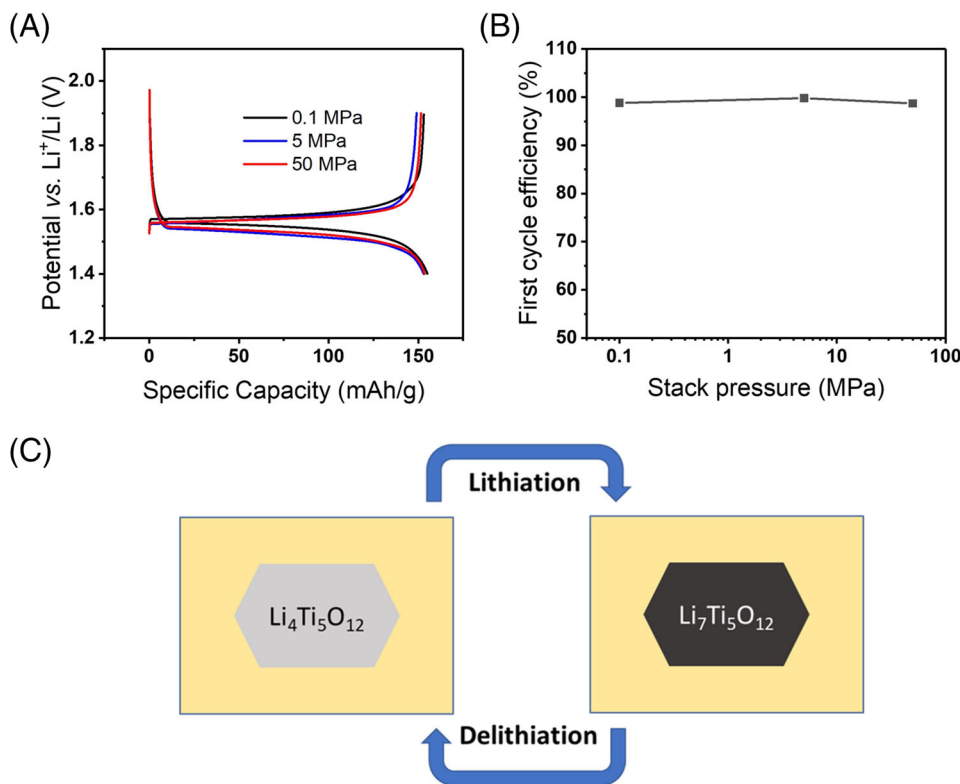 (A)
Potential vs. Li⁺/Li (V)
2.0
1.8
1.6
1.4
1.2
0.1 MPa
5 MPa
50 MPa
0 50 100 150
Specific Capacity (mAh/g)
(B)
First cycle efficiency (%)
110
100
90
80
70
60
50
0.1 1 10 100
Stack pressure (MPa)
(C)
Lithiation
Li₄Ti₅O₁₂
Li₇Ti₅O₁₂
Delithiation